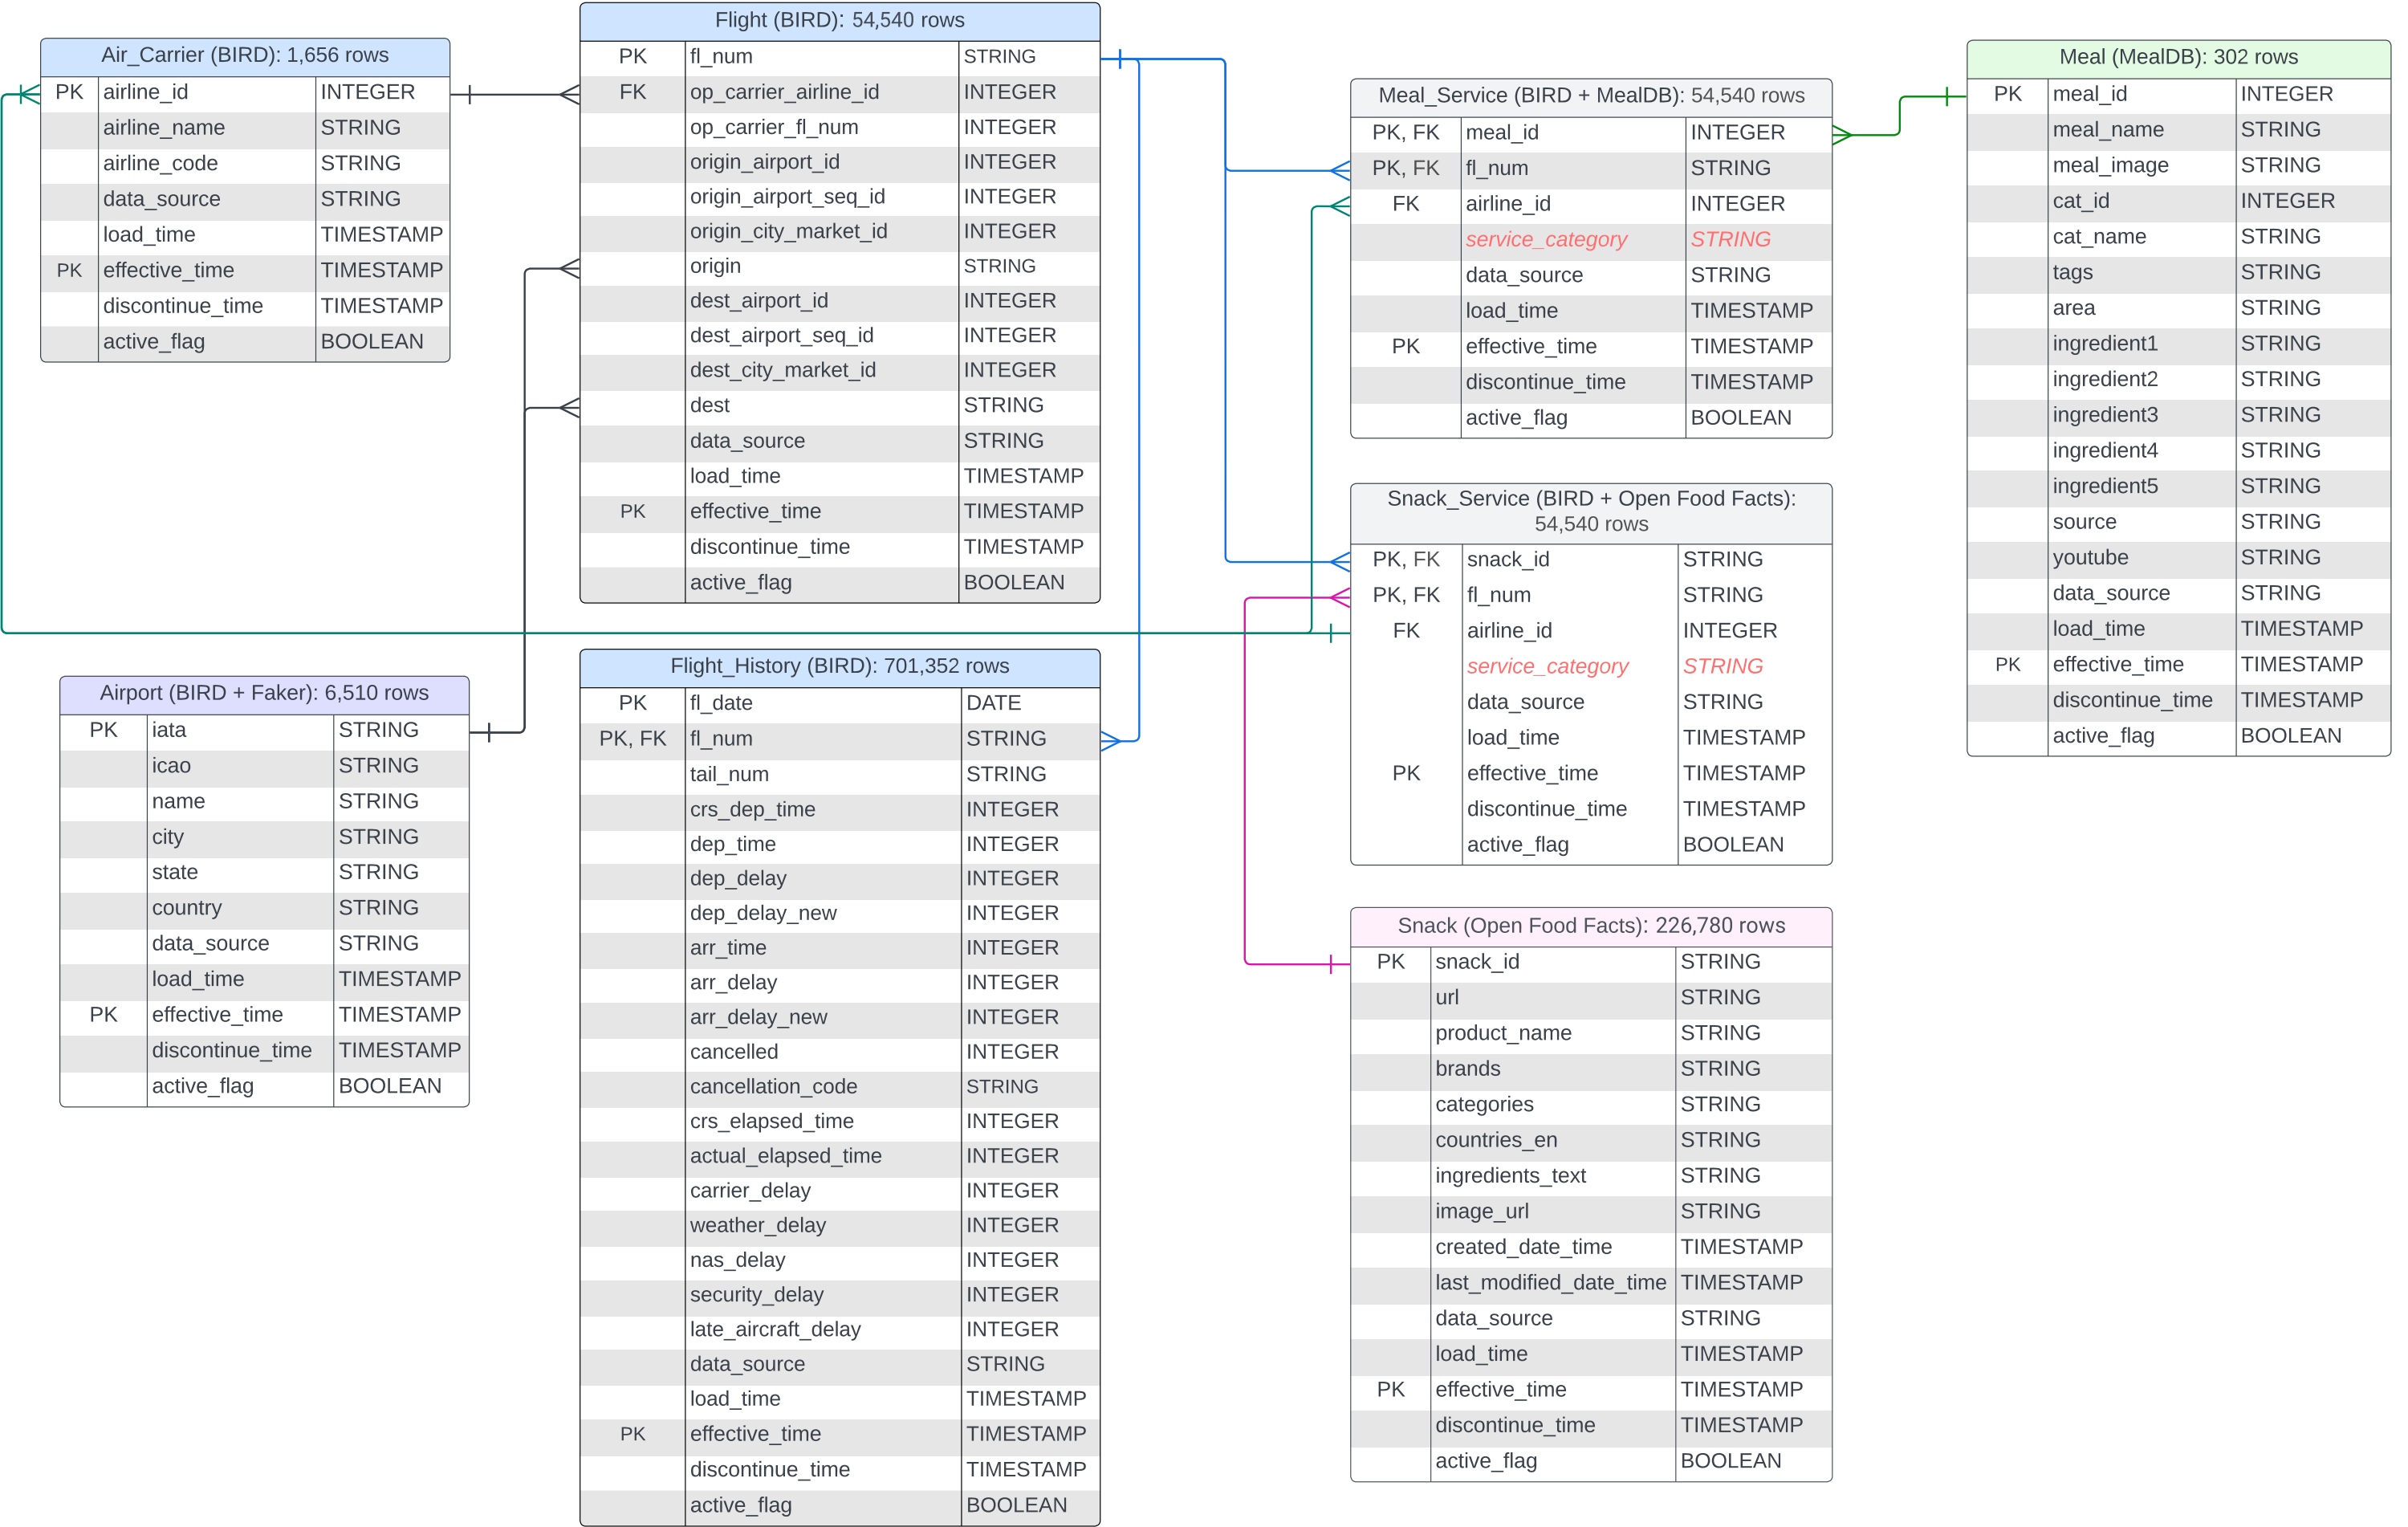 Air_Carrier (BIRD): 1,656 rows
PK airline_id INTEGER
airline_name STRING
airline_code STRING
data_source STRING
load_time TIMESTAMP
PK effective_time TIMESTAMP
discontinue_time TIMESTAMP
active_flag BOOLEAN
Airport (BIRD + Faker): 6,510 rows
PK iata STRING
icao STRING
name STRING
city STRING
state STRING
country STRING
data_source STRING
load_time TIMESTAMP
PK effective_time TIMESTAMP
discontinue_time TIMESTAMP
active_flag BOOLEAN
Flight (BIRD): 54,540 rows
PK fl_num STRING
FK op_carrier_airline_id INTEGER
op_carrier_fl_num INTEGER
origin_airport_id INTEGER
origin_airport_seq_id INTEGER
origin_city_market_id INTEGER
origin STRING
dest_airport_id INTEGER
dest_airport_seq_id INTEGER
dest_city_market_id INTEGER
dest STRING
data_source STRING
load_time TIMESTAMP
PK effective_time TIMESTAMP
discontinue_time TIMESTAMP
active_flag BOOLEAN
Flight_History (BIRD): 701,352 rows
PK fl_date DATE
PK, FK fl_num STRING
tail_num STRING
crs_dep_time INTEGER
dep_time INTEGER
dep_delay INTEGER
dep_delay_new INTEGER
arr_time INTEGER
arr_delay INTEGER
arr_delay_new INTEGER
cancelled INTEGER
cancellation_code STRING
crs_elapsed_time INTEGER
actual_elapsed_time INTEGER
carrier_delay INTEGER
weather_delay INTEGER
nas_delay INTEGER
security_delay INTEGER
late_aircraft_delay INTEGER
data_source STRING
load_time TIMESTAMP
PK effective_time TIMESTAMP
discontinue_time TIMESTAMP
active_flag BOOLEAN
Meal_Service (BIRD + MealDB): 54,540 rows
PK, FK meal_id INTEGER
PK, FK fl_num STRING
FK airline_id INTEGER
service_category STRING
data_source STRING
load_time TIMESTAMP
PK effective_time TIMESTAMP
discontinue_time TIMESTAMP
active_flag BOOLEAN
Snack_Service (BIRD + Open Food Facts):
54,540 rows
PK, FK snack_id STRING
PK, FK fl_num STRING
FK airline_id INTEGER
service_category STRING
data_source STRING
load_time TIMESTAMP
PK effective_time TIMESTAMP
discontinue_time TIMESTAMP
active_flag BOOLEAN
Snack (Open Food Facts): 226,780 rows
PK snack_id STRING
url STRING
product_name STRING
brands STRING
categories STRING
countries_en STRING
ingredients_text STRING
image_url STRING
created_date_time TIMESTAMP
last_modified_date_time TIMESTAMP
data_source STRING
load_time TIMESTAMP
PK effective_time TIMESTAMP
discontinue_time TIMESTAMP
active_flag BOOLEAN
Meal (MealDB): 302 rows
PK meal_id INTEGER
meal_name STRING
meal_image STRING
cat_id INTEGER
cat_name STRING
tags STRING
area STRING
ingredient1 STRING
ingredient2 STRING
ingredient3 STRING
ingredient4 STRING
ingredient5 STRING
source STRING
youtube STRING
data_source STRING
load_time TIMESTAMP
PK effective_time TIMESTAMP
discontinue_time TIMESTAMP
active_flag BOOLEAN